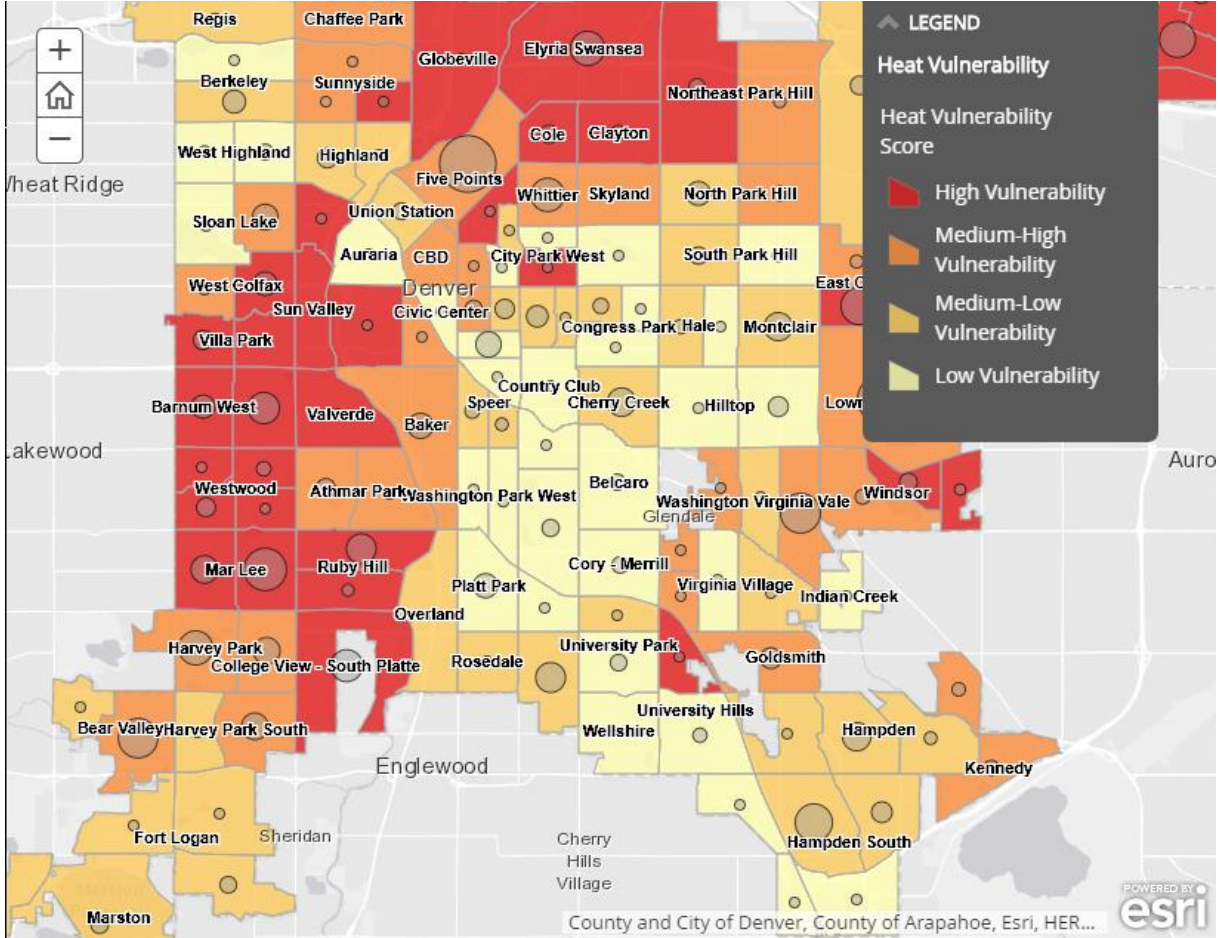 Regis
Chaffee Park
Globeville
Elyria Swansea
LEGEND
Heat Vulnerability
Heat Vulnerability
Score
High Vulnerability
Medium-High
Vulnerability
Medium-Low
Vulnerability
Low Vulnerability
Berkeley
Sunnyside
Northeast Park Hill
Cole
Clayton
West Highland
Highland
Wheat Ridge
Five Points
Whittier
Skyland
North Park Hill
Sloan Lake
Union Station
Auraria
CBD
City Park West
South Park Hill
Denver
West Colfax
East C
Sun Valley
Civic Center
Congress Park
Hale
Montclair
Villa Park
Country Club
Barnum West
Valverde
Speer
Cherry Creek
Hilltop
Lowr
Baker
Lakewood
Auro
Westwood
Athmar Park
Washington Park West
Belcaro
Washington Virginia Vale
Windsor
Glendale
Mar Lee
Ruby Hill
Cory - Merrill
Platt Park
Virginia Village
Indian Creek
Overland
Harvey Park
College View - South Platte
Rosedale
University Park
Goldsmith
University Hills
Bear Valley
Harvey Park South
Wellshire
Hampden
Englewood
Kennedy
Fort Logan
Sheridan
Cherry
Hills
Village
Hampden South
Marston
County and City of Denver, County of Arapahoe, Esri, HER...
POWERED BY
esri